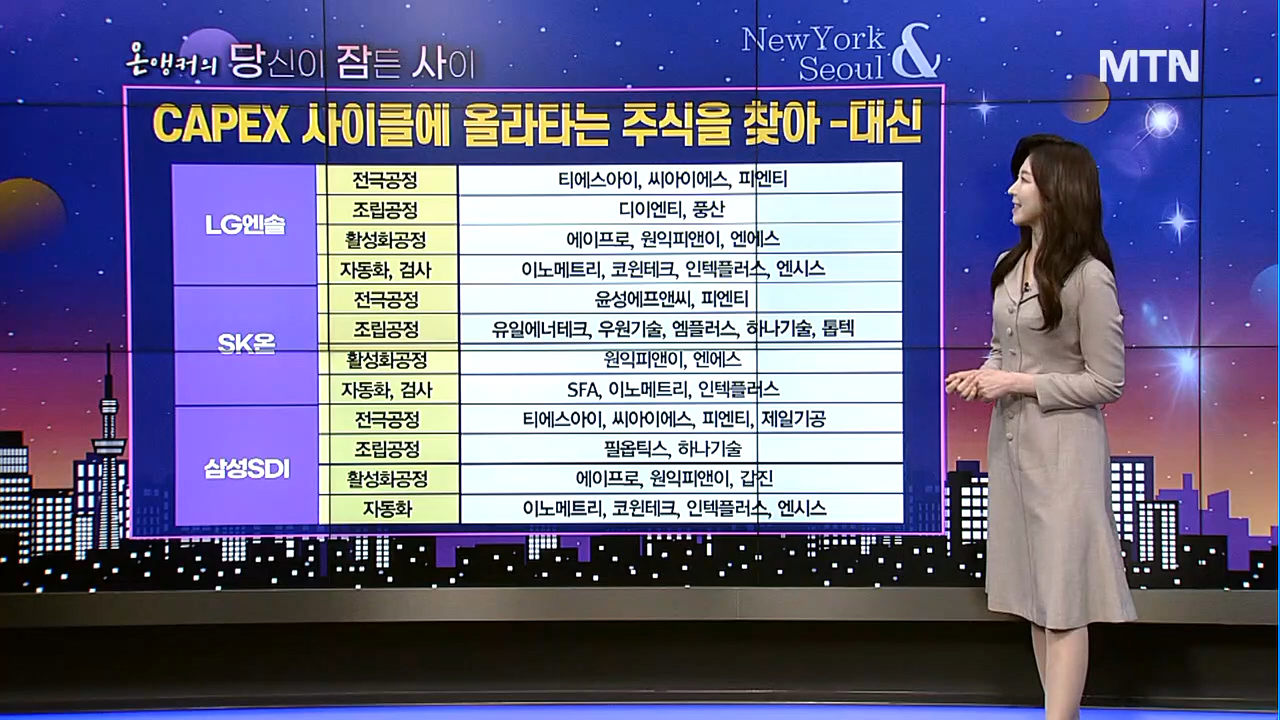 온앵커의 당신이 잠든 사이
NewYork & Seoul
MTN
CAPEX 사이클에 올라타는 주식을 찾아 -대신
LG엔솔
전극공정 티에스아이, 씨아이에스, 피엔티
조립공정 디이엔티, 풍산
활성화공정 에이프로, 원익피앤이, 엔에스
자동화, 검사 이노메트리, 코윈테크, 인텍플러스, 엔시스
SK온
전극공정 윤성에프앤씨, 피엔티
조립공정 유일에너테크, 우원기술, 엠플러스, 하나기술, 톱텍
활성화공정 원익피앤이, 엔에스
자동화, 검사 SFA, 이노메트리, 인텍플러스
삼성SDI
전극공정 티에스아이, 씨아이에스, 피엔티, 제일기공
조립공정 필옵틱스, 하나기술
활성화공정 에이프로, 원익피앤이, 갑진
자동화 이노메트리, 코윈테크, 인텍플러스, 엔시스